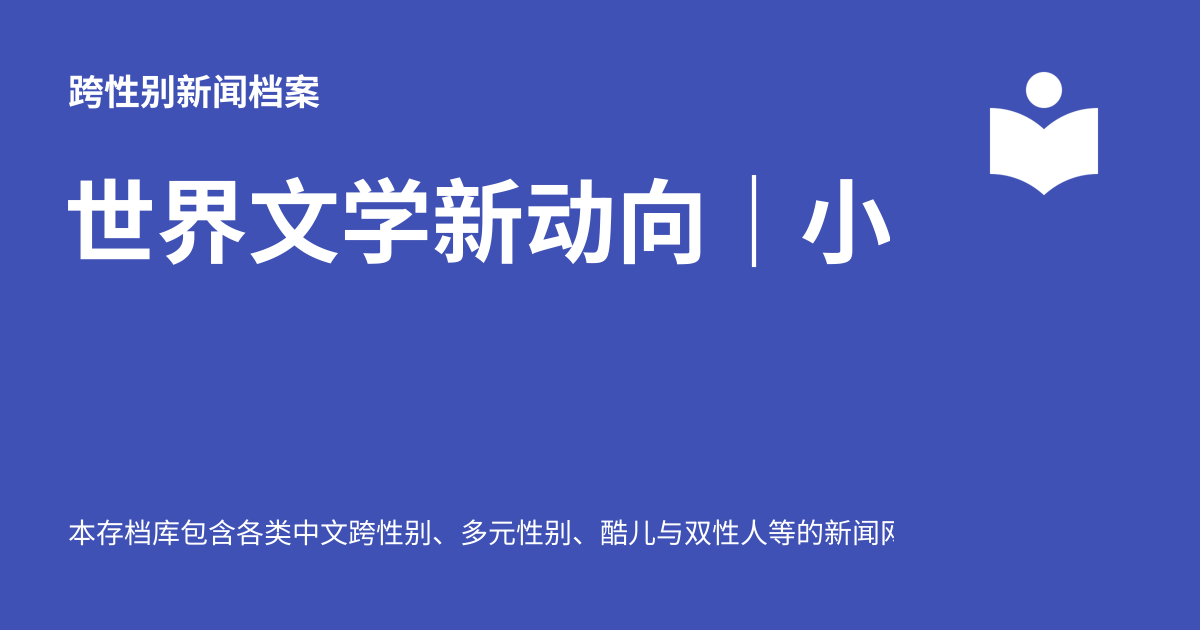 跨性别新闻档案
世界文学新动向｜小
本存档库包含各类中文跨性别、多元性别、酷儿与双性人等的新闻